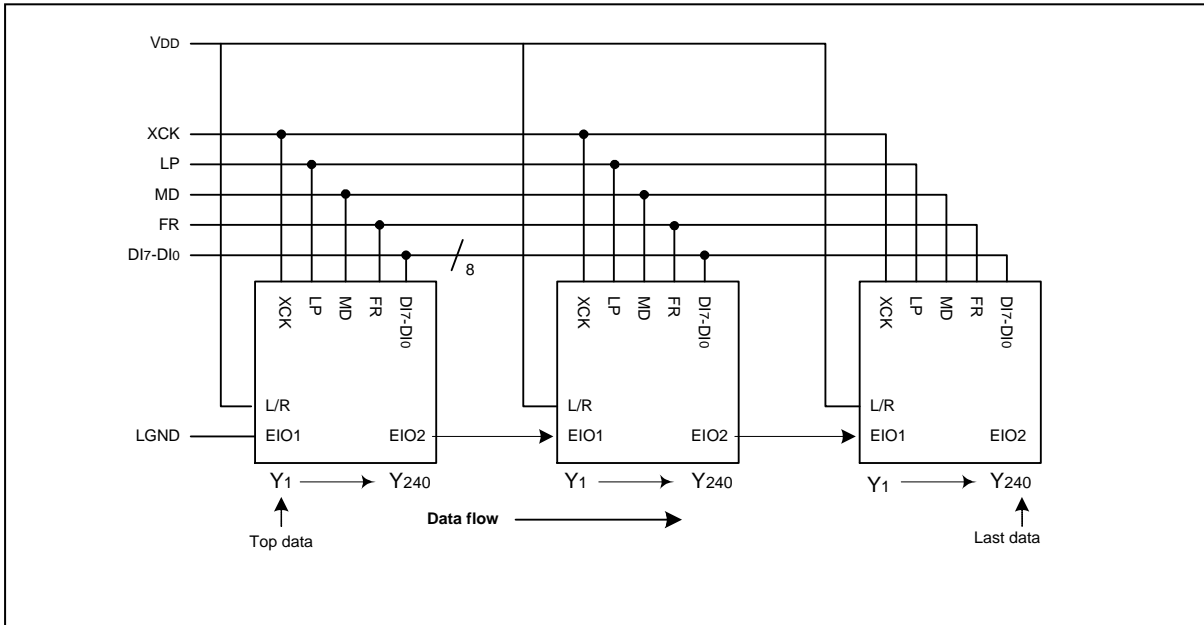 VDD
XCK
LP
MD
FR
DI7-DI0
8
XCK LP MD FR DI7-DI0
XCK LP MD FR DI7-DI0
XCK LP MD FR DI7-DI0
L/R
L/R
L/R
LGND
EIO1 EIO2
EIO1 EIO2
EIO1 EIO2
Y1 Y240
Y1 Y240
Y1 Y240
Top data
Data flow
Last data